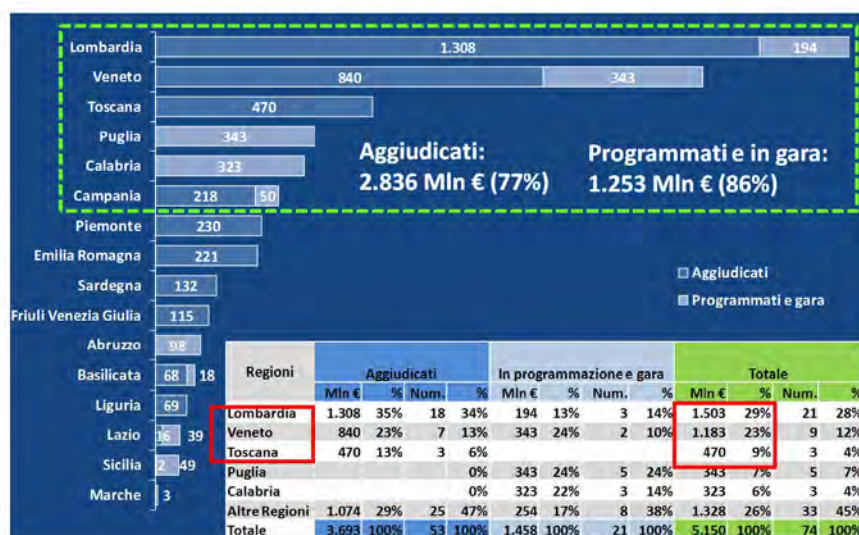 Lombardia 1.308 194
Veneto 840 343
Toscana 470
Puglia 343
Calabria 323
Campania 218 50
Aggiudicati:
2.836 Mln € (77%)
Programmati e in gara:
1.253 Mln € (86%)
Piemonte 230
Emilia Romagna 221
Sardegna 132
Friuli Venezia Giulia 115
Abruzzo 98
Basilicata 68 18
Liguria 69
Lazio 16 39
Sicilia 2 49
Marche 3
Aggiudicati
Programmati e gara
Regioni Aggiudicati In programmazione e gara Totale
Mln € % Num. % Mln € % Num. % Mln € % Num. %
Lombardia 1.308 35% 18 34% 194 13% 3 14% 1.503 29% 21 28%
Veneto 840 23% 7 13% 343 24% 2 10% 1.183 23% 9 12%
Toscana 470 13% 3 6% 470 9% 3 4%
Puglia 0% 343 24% 5 24% 343 7% 5 7%
Calabria 0% 323 22% 3 14% 323 6% 3 4%
Altre Regioni 1.074 29% 25 47% 254 17% 8 38% 1.328 26% 33 45%
Totale 3.693 100% 53 100% 1.458 100% 21 100% 5.150 100% 74 100%